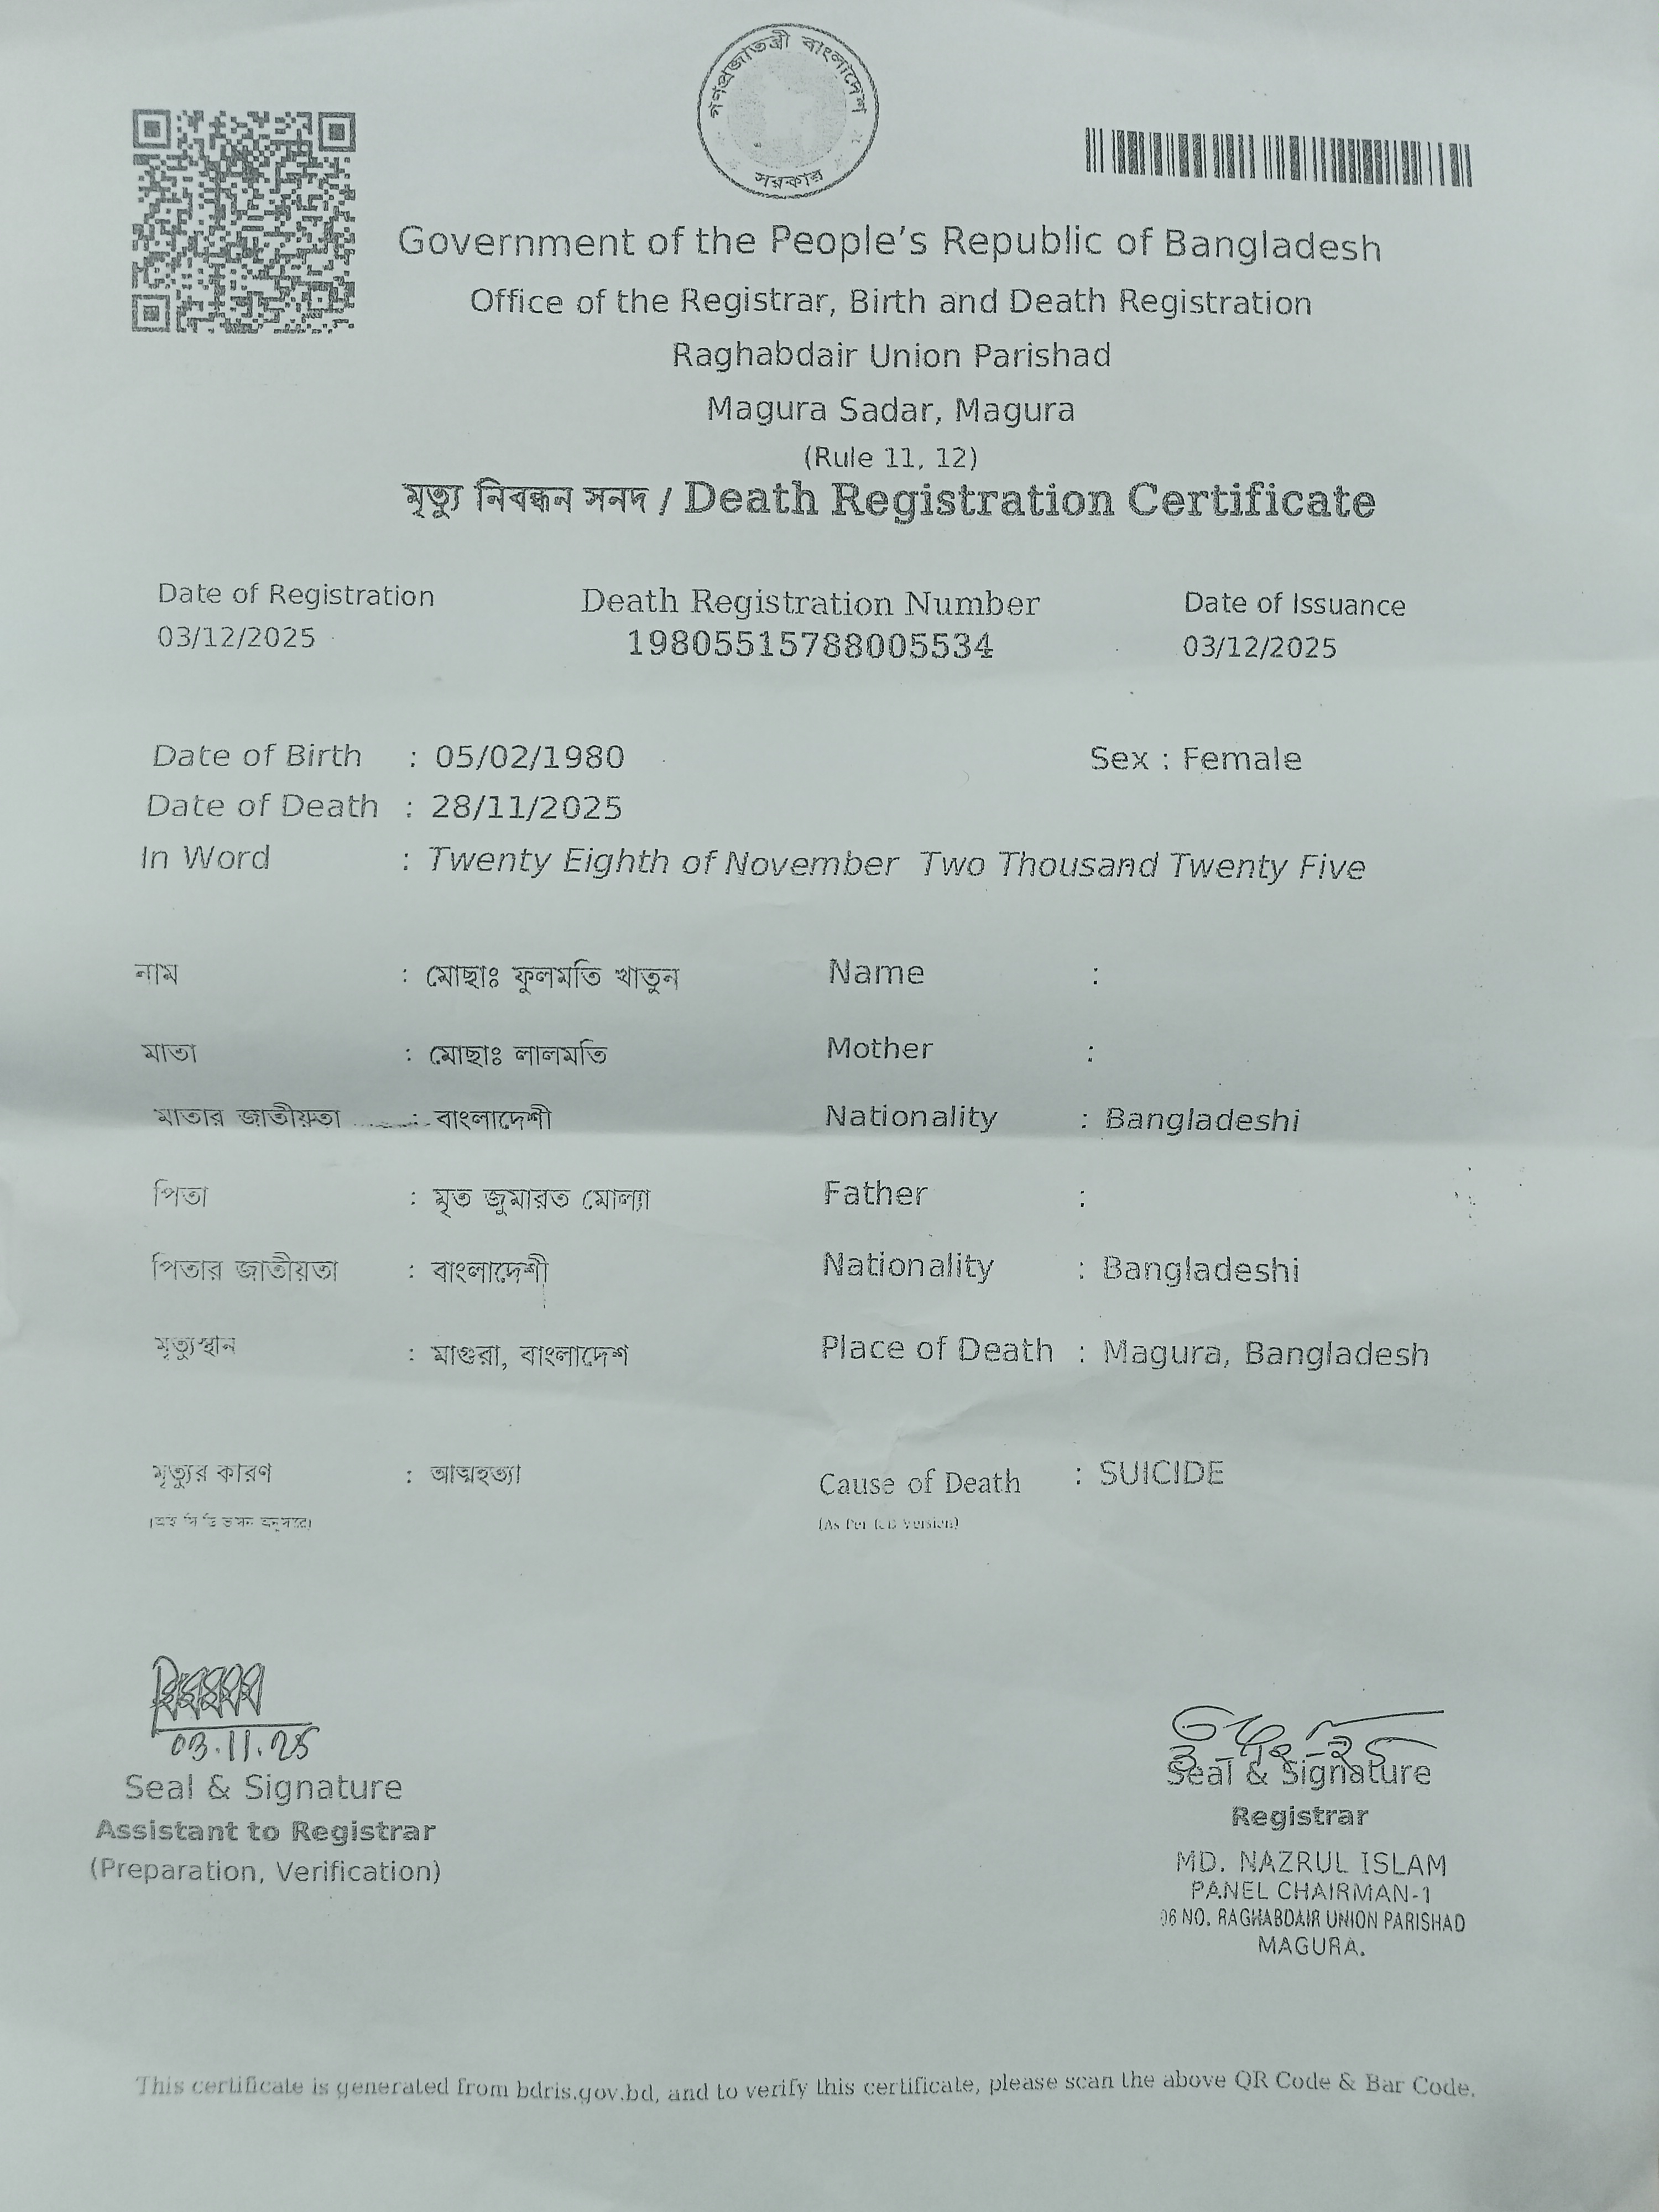 গণপ্রজাতন্ত্রী বাংলাদেশ
সরকার
Government of the People's Republic of Bangladesh
Office of the Registrar, Birth and Death Registration
Raghabdair Union Parishad
Magura Sadar, Magura
(Rule 11, 12)
মৃত্যু নিবন্ধন সনদ / Death Registration Certificate
Date of Registration Death Registration Number Date of Issuance
03/12/2025 19805515788005534 03/12/2025
Date of Birth : 05/02/1980 Sex : Female
Date of Death : 28/11/2025
In Word : Twenty Eighth of November Two Thousand Twenty Five
নাম : মোছাঃ ফুলমতি খাতুন Name :
মাতা : মোছাঃ লালমতি Mother :
মাতার জাতীয়তা : বাংলাদেশী Nationality : Bangladeshi
পিতা : মৃত জুমারত মোল্যা Father :
পিতার জাতীয়তা : বাংলাদেশী Nationality : Bangladeshi
মৃত্যুস্থান : মাগুরা, বাংলাদেশ Place of Death : Magura, Bangladesh
মৃত্যুর কারণ : আত্মহত্যা Cause of Death : SUICIDE
(As Per Version)
03.11.25
Seal & Signature Seal & Signature
Assistant to Registrar Registrar
(Preparation, Verification) MD. NAZRUL ISLAM
PANEL CHAIRMAN-1
06 NO. RAGHABDAIR UNION PARISHAD
MAGURA.
This certificate is generated from bdris.gov.bd, and to verify this certificate, please scan the above QR Code & Bar Code.